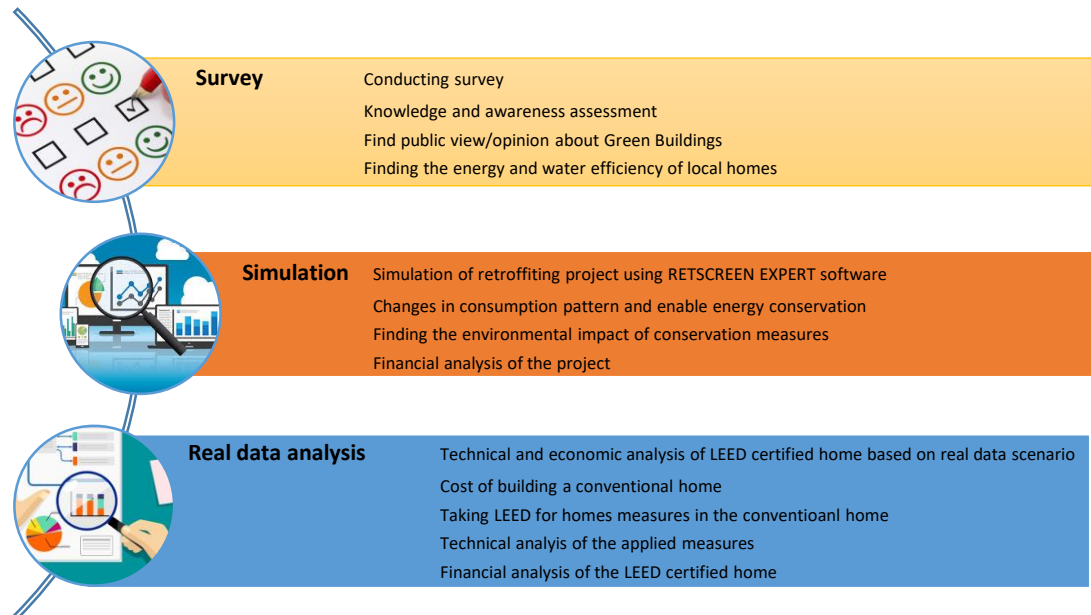 Survey
Conducting survey
Knowledge and awareness assessment
Find public view/opinion about Green Buildings
Finding the energy and water efficiency of local homes
Simulation
Simulation of retroffiting project using RETSCREEN EXPERT software
Changes in consumption pattern and enable energy conservation
Finding the environmental impact of conservation measures
Financial analysis of the project
Real data analysis
Technical and economic analysis of LEED certified home based on real data scenario
Cost of building a conventional home
Taking LEED for homes measures in the conventioanl home
Technical analyis of the applied measures
Financial analysis of the LEED certified home